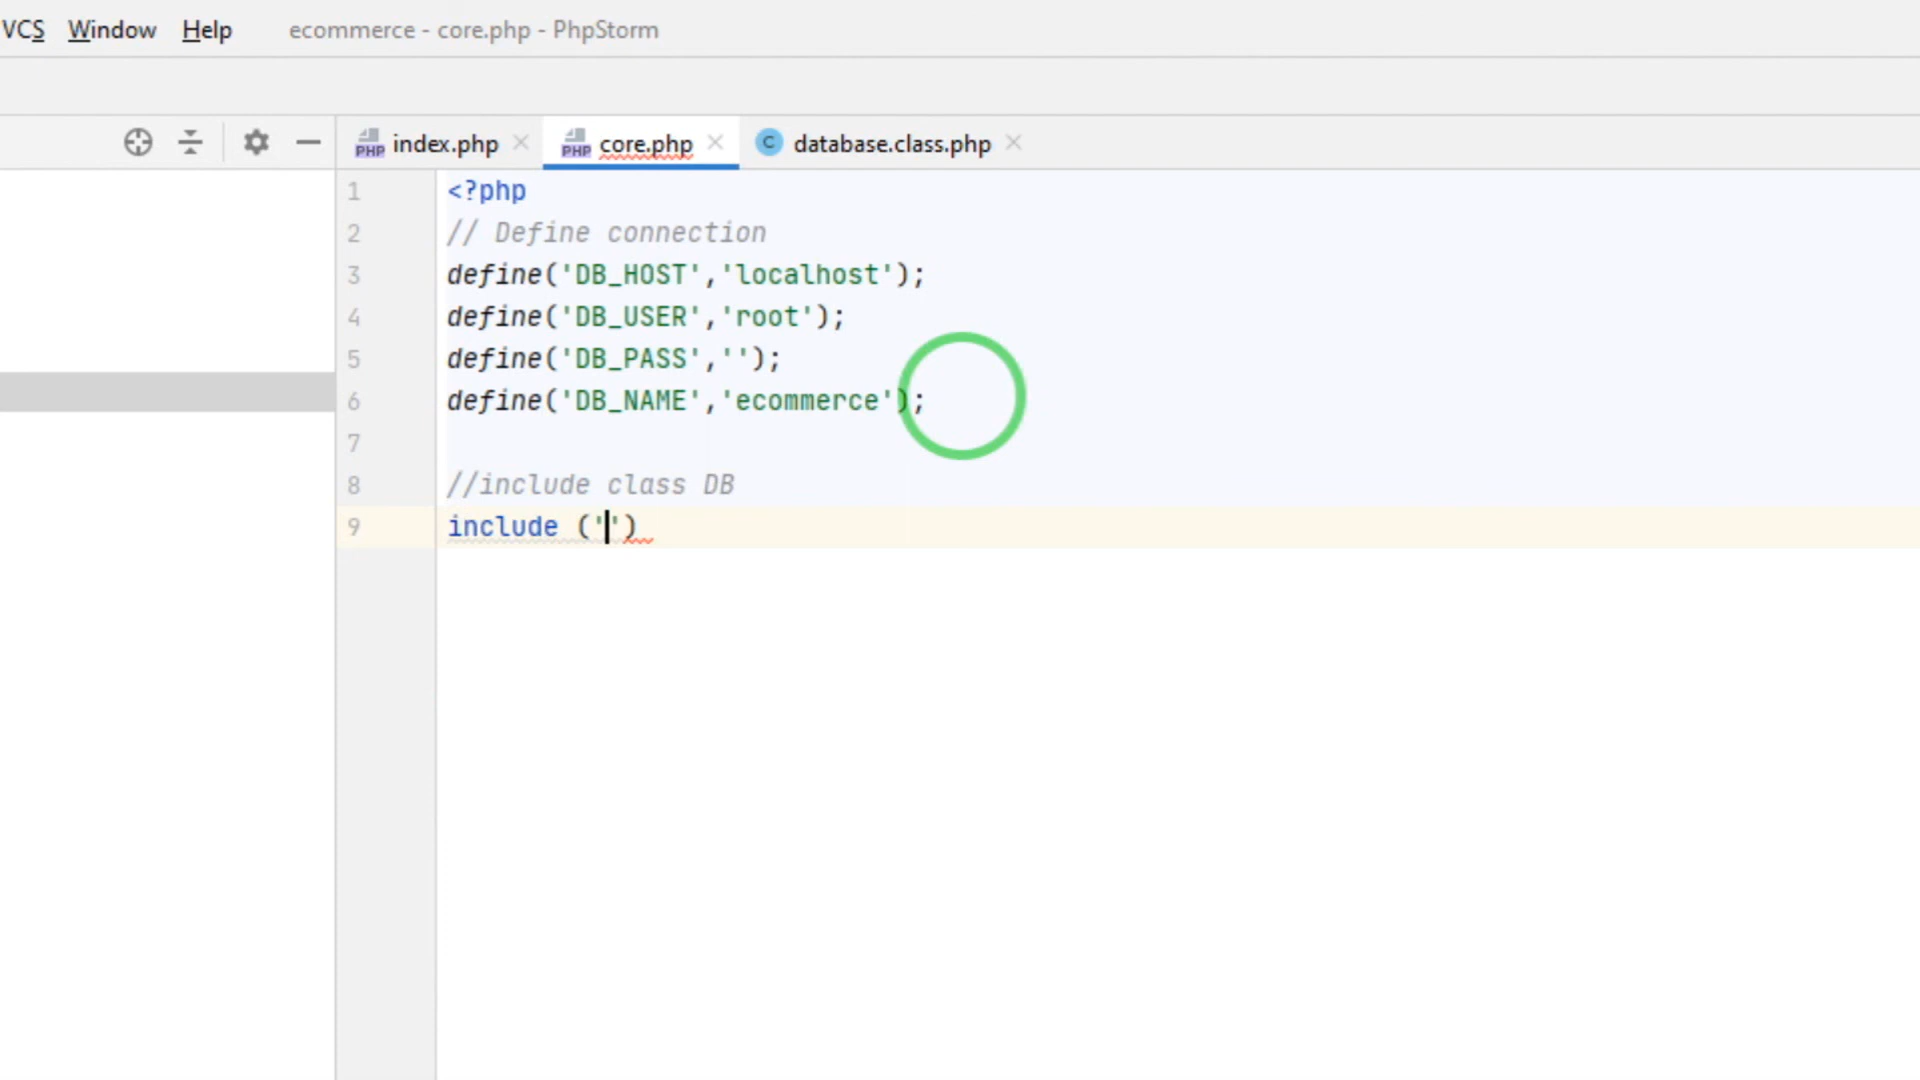 VCS Window Help ecommerce - core.php - PhpStorm
PHP index.php PHP core.php C database.class.php
1 <?php
2 // Define connection
3 define('DB_HOST','localhost');
4 define('DB_USER','root');
5 define('DB_PASS','');
6 define('DB_NAME','ecommerce');
7
8 //include class DB
9 include ('')